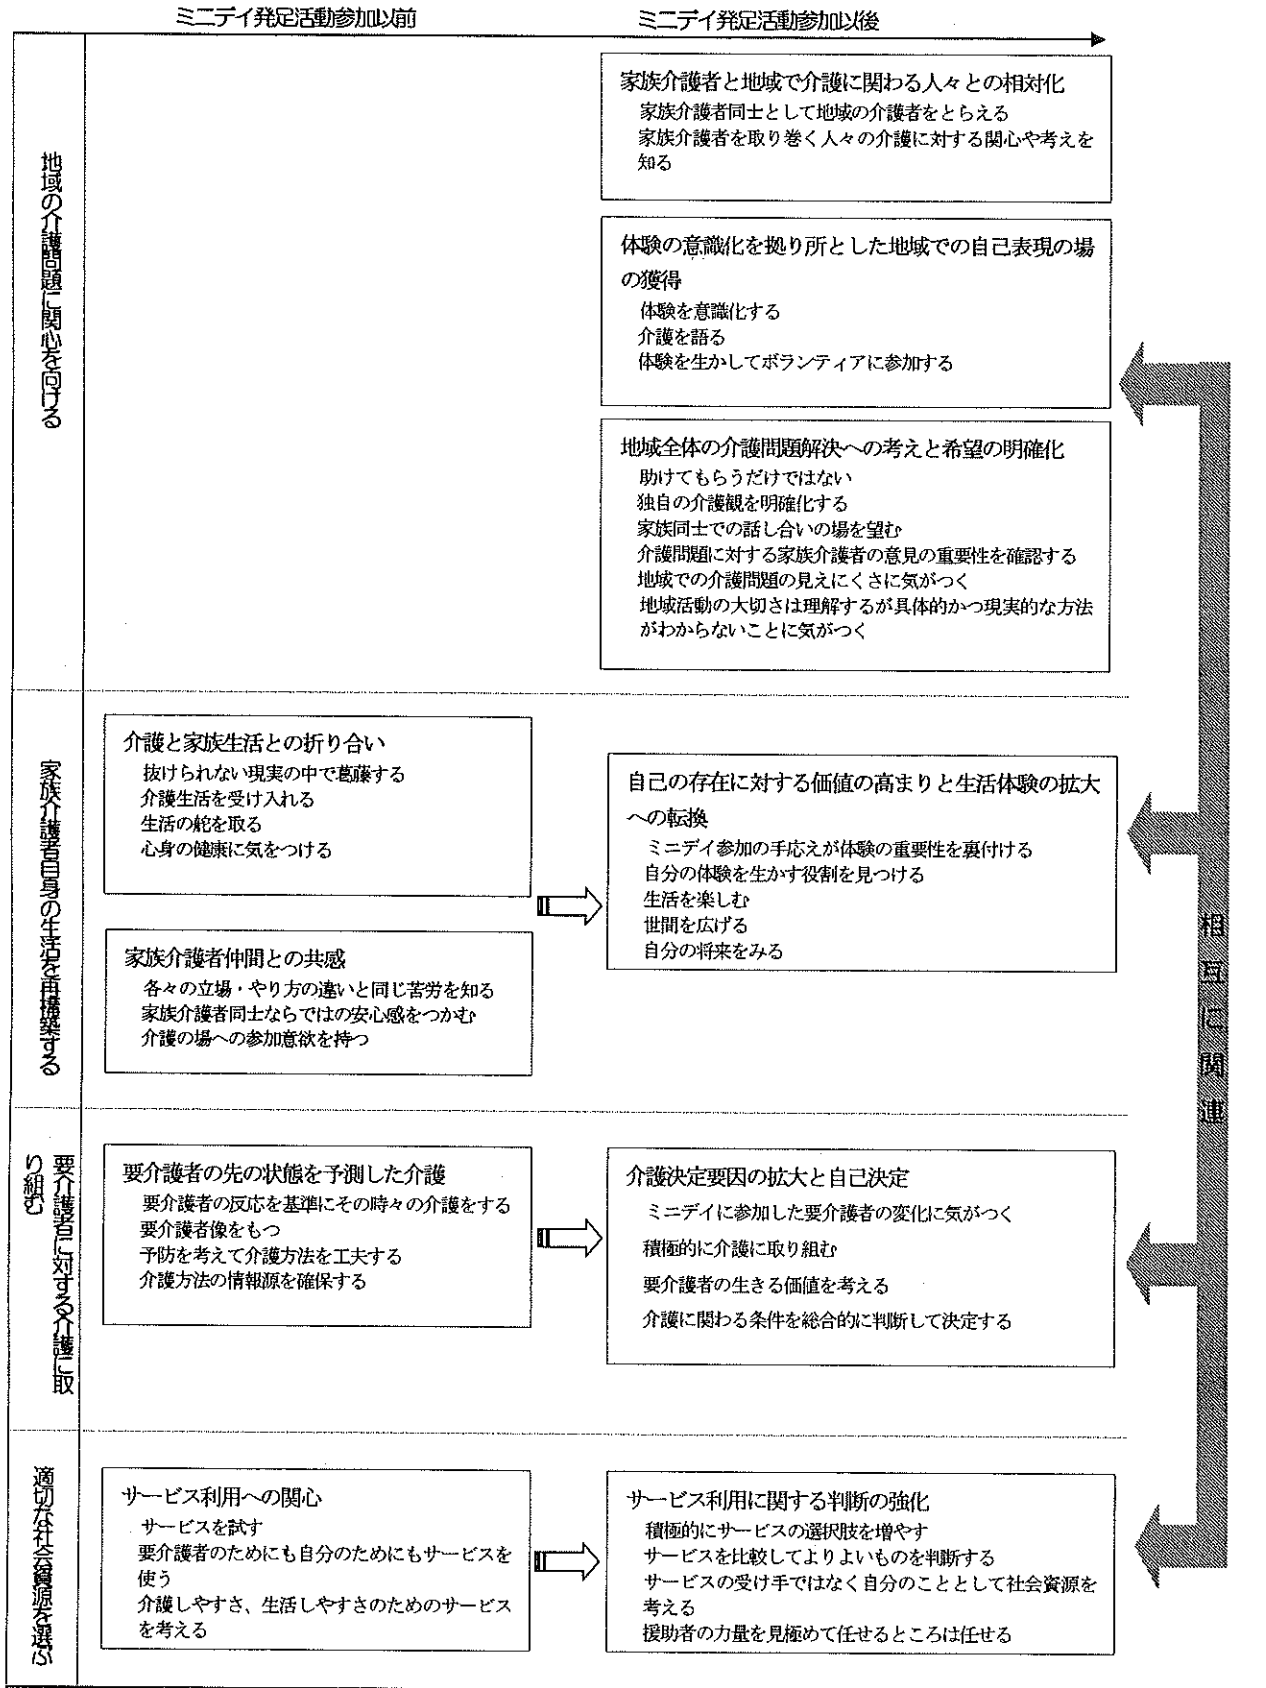 ミニデイ発足活動参加以前
ミニデイ発足活動参加以後
地域の介護問題に関心を向ける
家族介護者と地域で介護に関わる人々との相対化
家族介護者同士として地域の介護者をとらえる
家族介護者を取り巻く人々の介護に対する関心や考えを
知る
体験の意識化を拠り所とした地域での自己表現の場
の獲得
体験を意識化する
介護を語る
体験を生かしてボランティアに参加する
地域全体の介護問題解決への考えと希望の明確化
助けてもらうだけではない
独自の介護観を明確化する
家族同士での話し合いの場を望む
介護問題に対する家族介護者の意見の重要性を確認する
地域での介護問題の見えにくさに気がつく
地域活動の大切さは理解するが具体的かつ現実的な方法
がわからないことに気がつく
家族介護者自身の生活を再構築する
介護と家族生活との折り合い
抜けられない現実の中で葛藤する
介護生活を受け入れる
生活の舵を取る
心身の健康に気をつける
家族介護者仲間との共感
各々の立場・やり方の違いと同じ苦労を知る
家族介護者同士ならではの安心感をつかむ
介護の場への参加意欲を持つ
自己の存在に対する価値の高まりと生活体験の拡大
への転換
ミニデイ参加の手応えが体験の重要性を裏付ける
自分の体験を生かす役割を見つける
生活を楽しむ
世間を広げる
自分の将来をみる
要介護者に対する介護に取
り組む
要介護者の先の状態を予測した介護
要介護者の反応を基準にその時々の介護をする
要介護者像をもつ
予防を考えて介護方法を工夫する
介護方法の情報源を確保する
介護決定要因の拡大と自己決定
ミニデイに参加した要介護者の変化に気がつく
積極的に介護に取り組む
要介護者の生きる価値を考える
介護に関わる条件を総合的に判断して決定する
適切な社会資源を選ぶ
サービス利用への関心
サービスを試す
要介護者のためにも自分のためにもサービスを
使う
介護しやすさ、生活しやすさのためのサービス
を考える
サービス利用に関する判断の強化
積極的にサービスの選択肢を増やす
サービスを比較してよりよいものを判断する
サービスの受け手ではなく自分のこととして社会資源を
考える
援助者の力量を見極めて任せるところは任せる
相互に関連